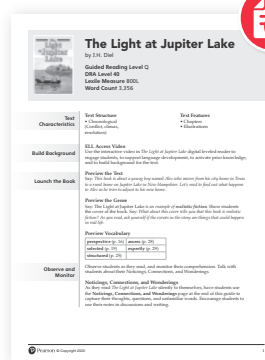 The Light
at Jupiter
Lake
The Light at Jupiter Lake
by J.H. Diel
Guided Reading Level Q
DRA Level 40
Lexile Measure 800L
Word Count 3,356
Text
Characteristics
Text Structure
• Chronological
(Conflict, climax,
resolution)
Text Features
• Chapters
• Illustrations
Build Background
ELL Access Video
Use the interactive video in The Light at Jupiter Lake digital leveled reader to
engage students, to support language development, to activate prior knowledge,
and to build background for the text.
Launch the Book
Preview the Text
Say: This book is about a young boy named Alex who moves from his city home in Texas
to a rural home on Jupiter Lake in New Hampshire. Let's read to find out what happens
to Alex as he tries to adjust to his new home.
Preview the Genre
Say: The Light at Jupiter Lake is an example of realistic fiction. Show students
the cover of the book. Say: What about this cover tells you that this book is realistic
fiction? As you read, ask yourself if the events in the story are things that could happen
in real life.
Preview Vocabulary
perspective (p. 16) access (p. 28)
selected (p. 19) expertly (p. 29)
structured (p. 25)
Observe and
Monitor
Observe students as they read, and monitor their comprehension. Talk with
students about their Noticings, Connections, and Wonderings.
Noticings, Connections, and Wonderings
As they read The Light at Jupiter Lake silently to themselves, have students use
the Noticings, Connections, and Wonderings page at the end of this guide to
capture their thoughts, questions, and unfamiliar words. Encourage students to
use their notes in discussions and writing.
Pearson © Copyright 2020
1